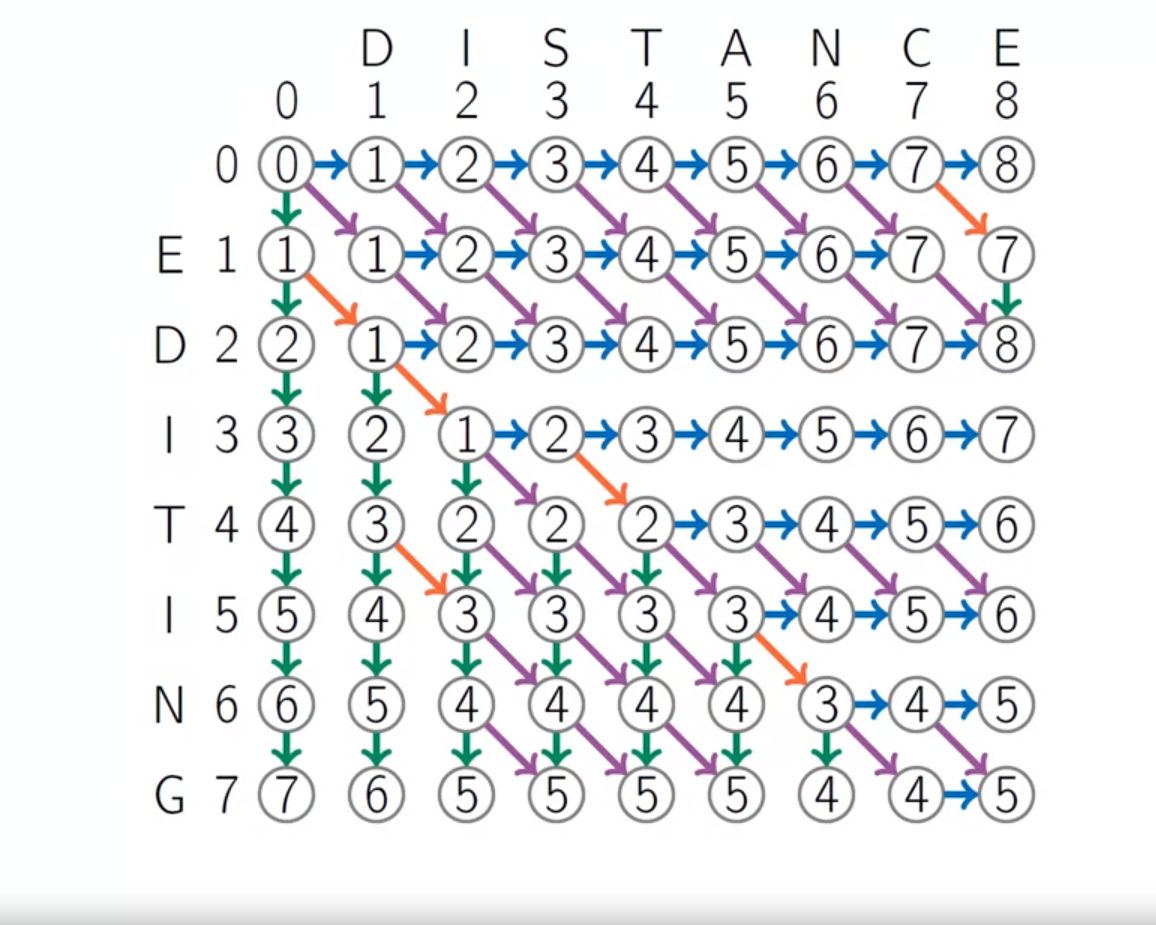 D I S T A N C E
0 1 2 3 4 5 6 7 8
0 0 1 2 3 4 5 6 7 8
E 1 1 1 2 3 4 5 6 7 7
D 2 2 1 2 3 4 5 6 7 8
I 3 3 2 1 2 3 4 5 6 7
T 4 4 3 2 2 2 3 4 5 6
I 5 5 4 3 3 3 3 4 5 6
N 6 6 5 4 4 4 4 3 4 5
G 7 7 6 5 5 5 5 4 4 5